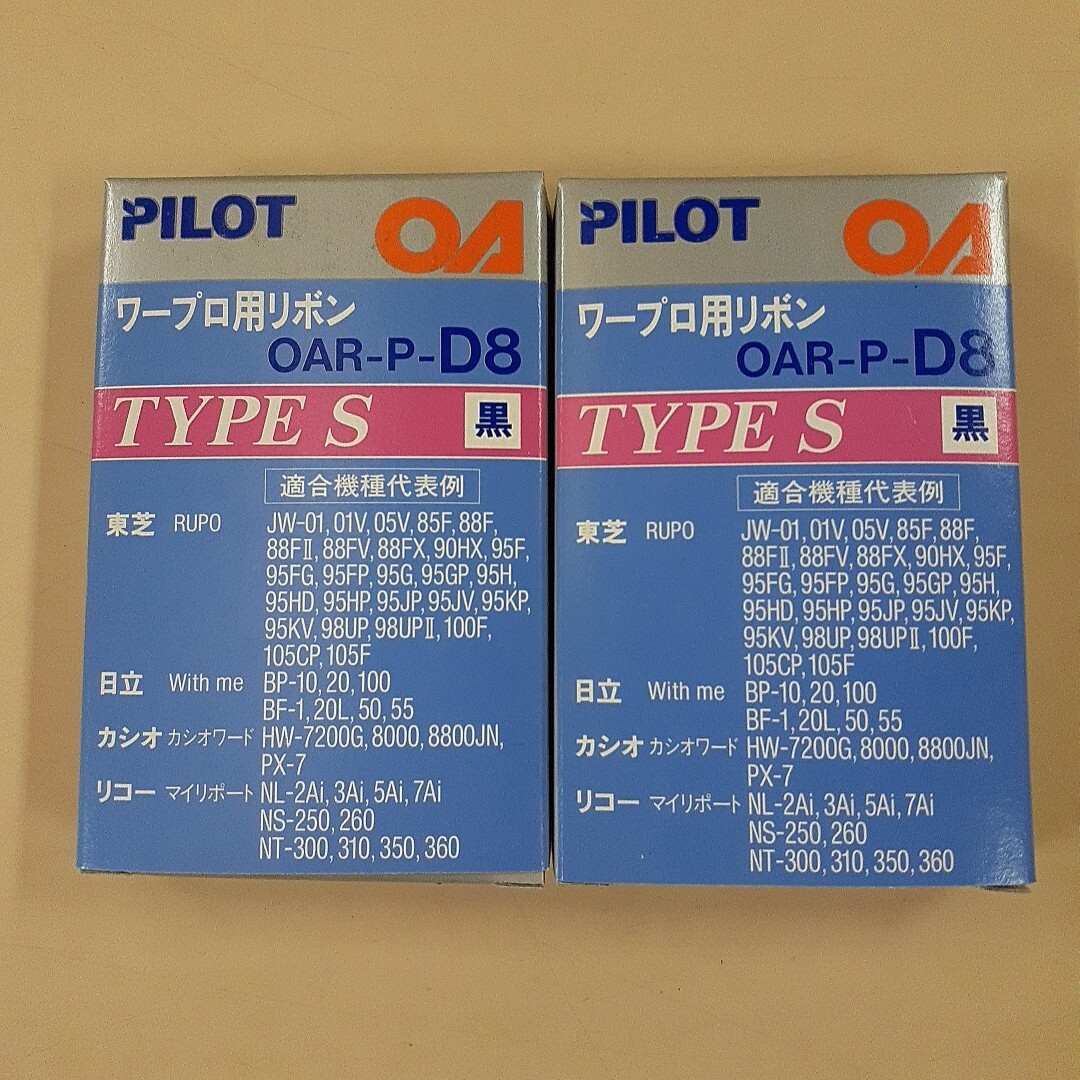 PILOT OA
ワープロ用リボン
OAR-P-D8
TYPE S 黒
適合機種代表例
東芝 RUPO JW-01, 01V, 05V, 85F, 88F,
88FⅡ, 88FV, 88FX, 90HX, 95F,
95FG, 95FP, 95G, 95GP, 95H,
95HD, 95HP, 95JP, 95JV, 95KP,
95KV, 98UP, 98UPⅡ, 100F,
105CP, 105F
日立 With me BP-10, 20, 100
BF-1, 20L, 50, 55
カシオ カシオワード HW-7200G, 8000, 8800JN,
PX-7
リコー マイリポート NL-2Ai, 3Ai, 5Ai, 7Ai
NS-250, 260
NT-300, 310, 350, 360
PILOT OA
ワープロ用リボン
OAR-P-D8
TYPE S 黒
適合機種代表例
東芝 RUPO JW-01, 01V, 05V, 85F, 88F,
88FⅡ, 88FV, 88FX, 90HX, 95F,
95FG, 95FP, 95G, 95GP, 95H,
95HD, 95HP, 95JP, 95JV, 95KP,
95KV, 98UP, 98UPⅡ, 100F,
105CP, 105F
日立 With me BP-10, 20, 100
BF-1, 20L, 50, 55
カシオ カシオワード HW-7200G, 8000, 8800JN,
PX-7
リコー マイリポート NL-2Ai, 3Ai, 5Ai, 7Ai
NS-250, 260
NT-300, 310, 350, 360